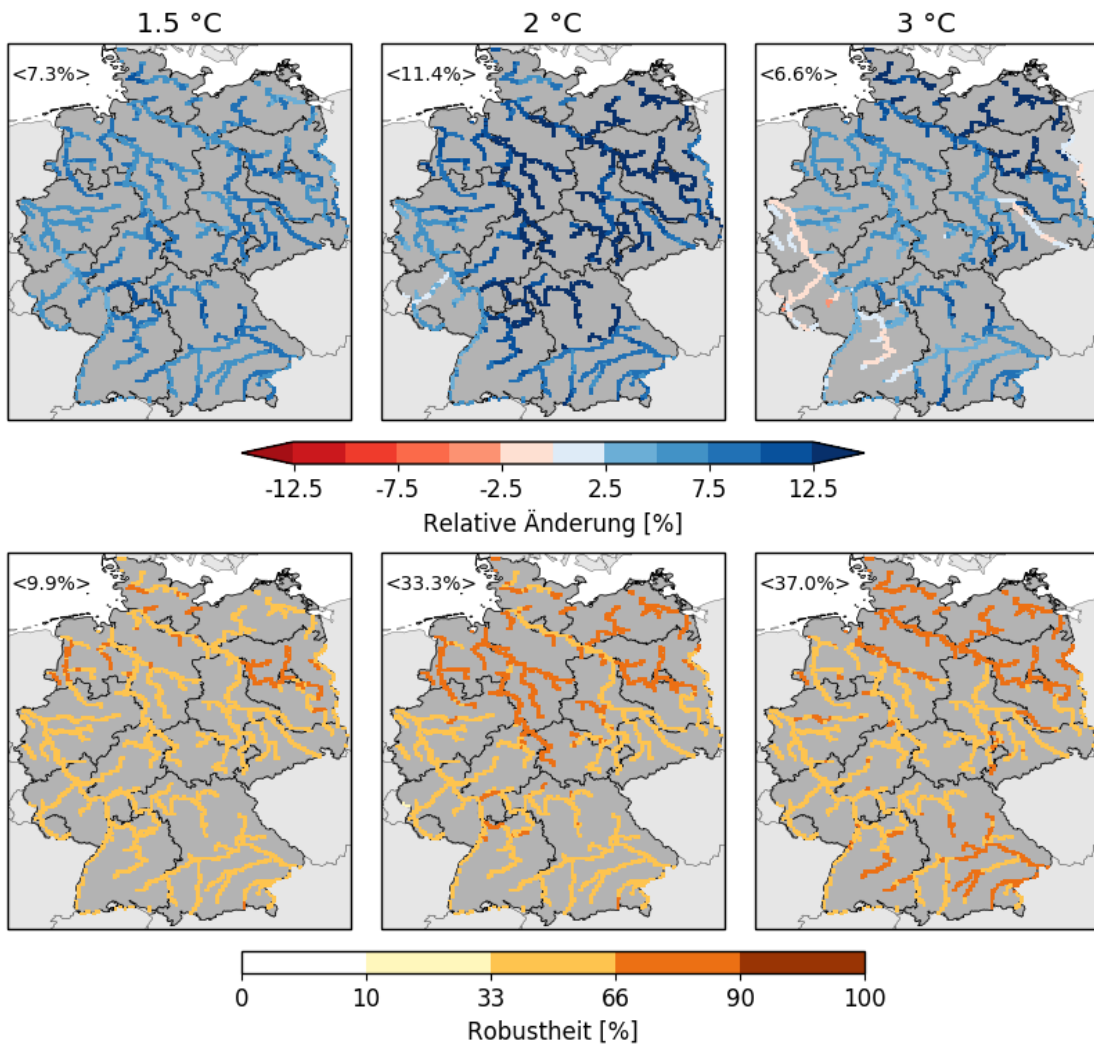 1.5 °C 2 °C 3 °C
<7.3%> <11.4%> <6.6%>
-12.5 -7.5 -2.5 2.5 7.5 12.5
Relative Änderung [%]
<9.9%> <33.3%> <37.0%>
0 10 33 66 90 100
Robustheit [%]